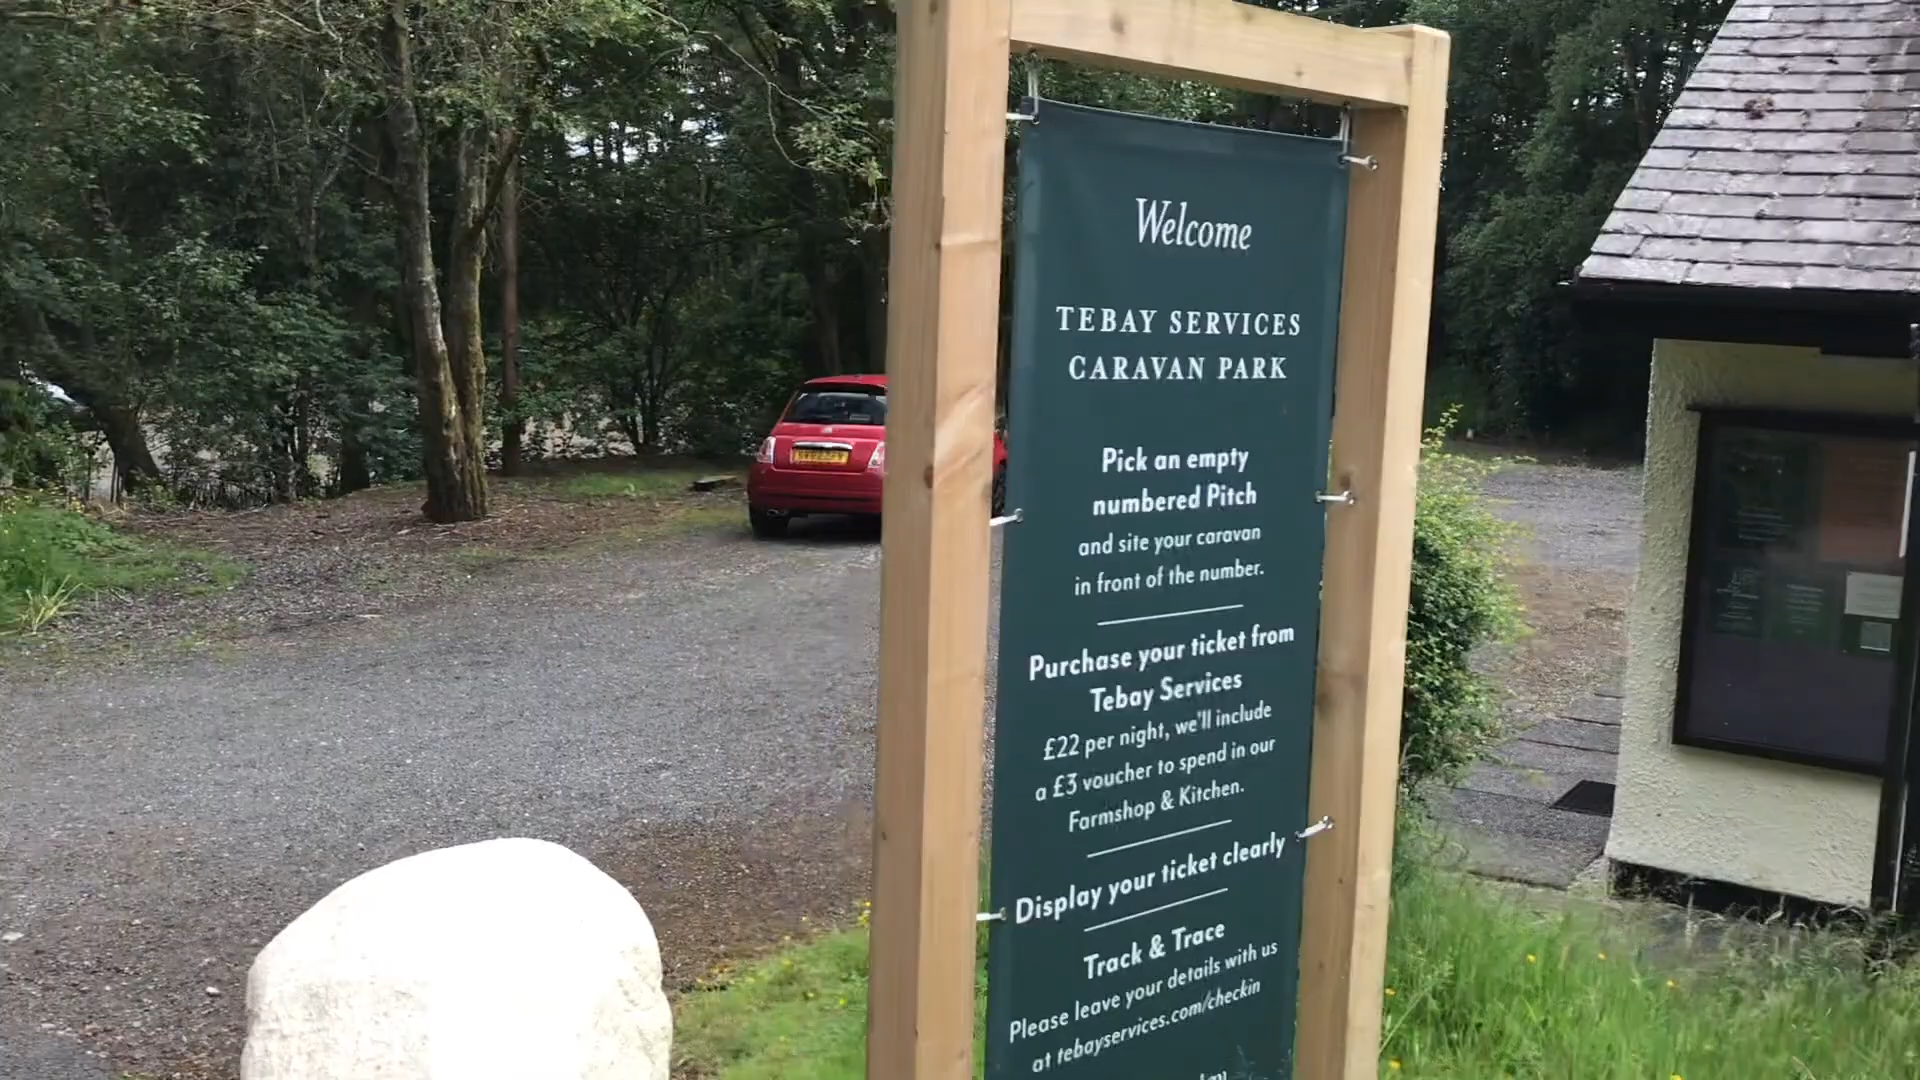 Welcome
TEBAY SERVICES
CARAVAN PARK
Pick an empty
numbered Pitch
and site your caravan
in front of the number.
Purchase your ticket from
Tebay Services
£22 per night, we'll include
a £3 voucher to spend in our
Farmshop & Kitchen.
Display your ticket clearly
Track & Trace
Please leave your details with us
at tebayservices.com/checkin